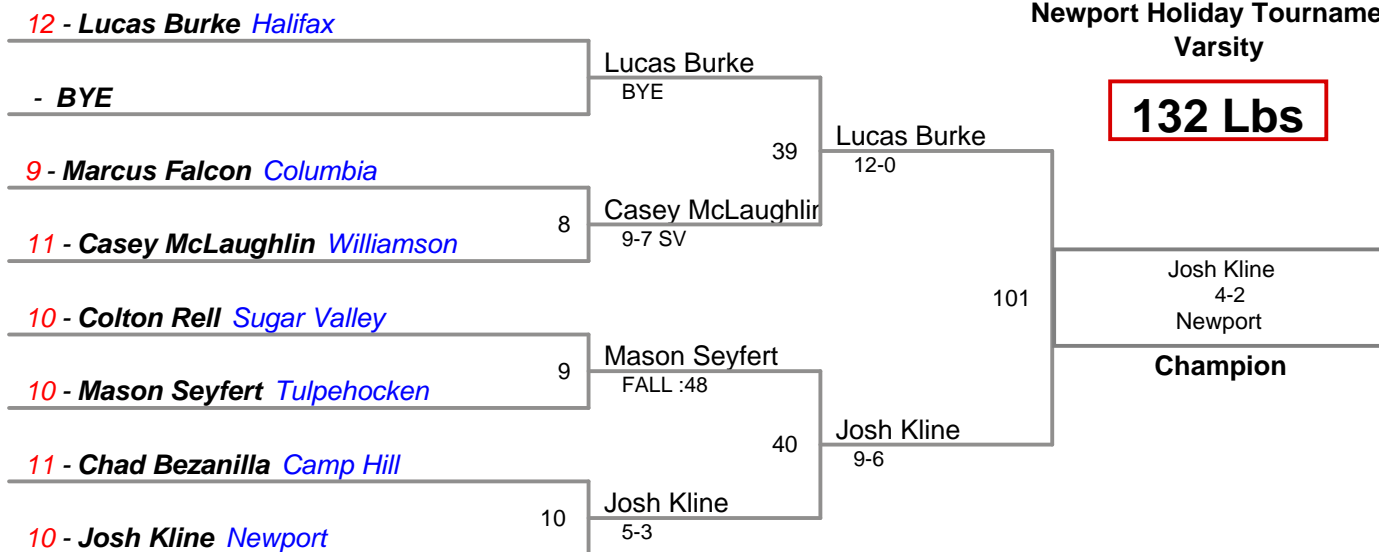 12 - Lucas Burke Halifax
Newport Holiday Tourname
Varsity
132 Lbs
Lucas Burke
BYE
- BYE
39
Lucas Burke
12-0
9 - Marcus Falcon Columbia
8
Casey McLaughlin
9-7 SV
11 - Casey McLaughlin Williamson
101
Josh Kline
4-2
Newport
Champion
10 - Colton Rell Sugar Valley
9
Mason Seyfert
FALL :48
10 - Mason Seyfert Tulpehocken
40
Josh Kline
9-6
11 - Chad Bezanilla Camp Hill
10
Josh Kline
5-3
10 - Josh Kline Newport